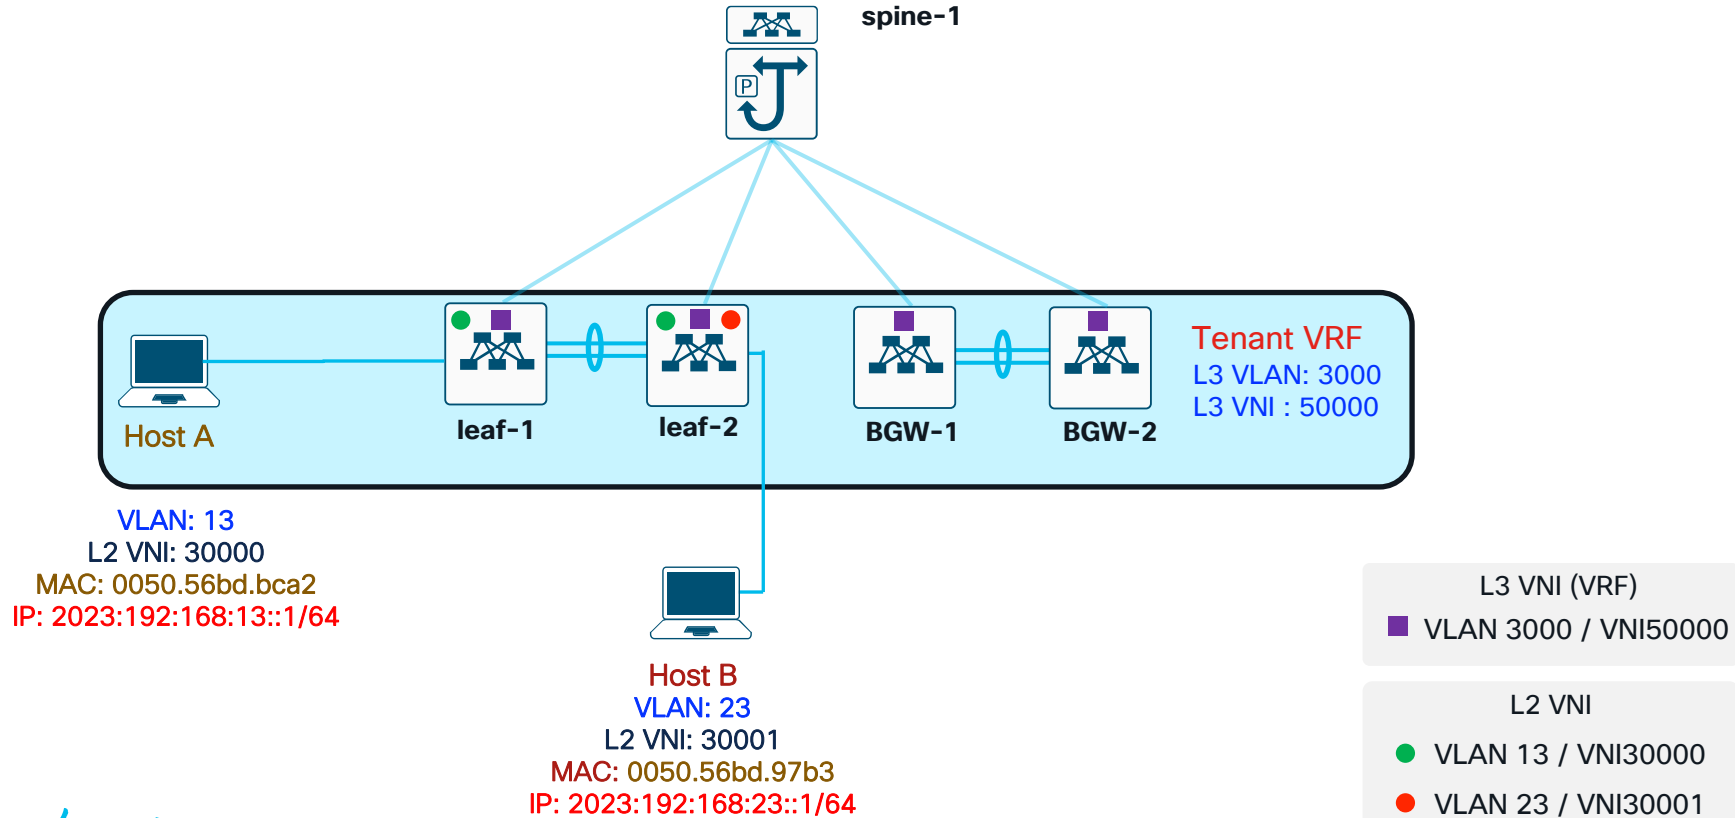 spine-1
P
Tenant VRF
L3 VLAN: 3000
L3 VNI : 50000
Host A
leaf-1
leaf-2
BGW-1
BGW-2
VLAN: 13
L2 VNI: 30000
MAC: 0050.56bd.bca2
IP: 2023:192:168:13::1/64
Host B
VLAN: 23
L2 VNI: 30001
MAC: 0050.56bd.97b3
IP: 2023:192:168:23::1/64
L3 VNI (VRF)
VLAN 3000 / VNI50000
L2 VNI
VLAN 13 / VNI30000
VLAN 23 / VNI30001